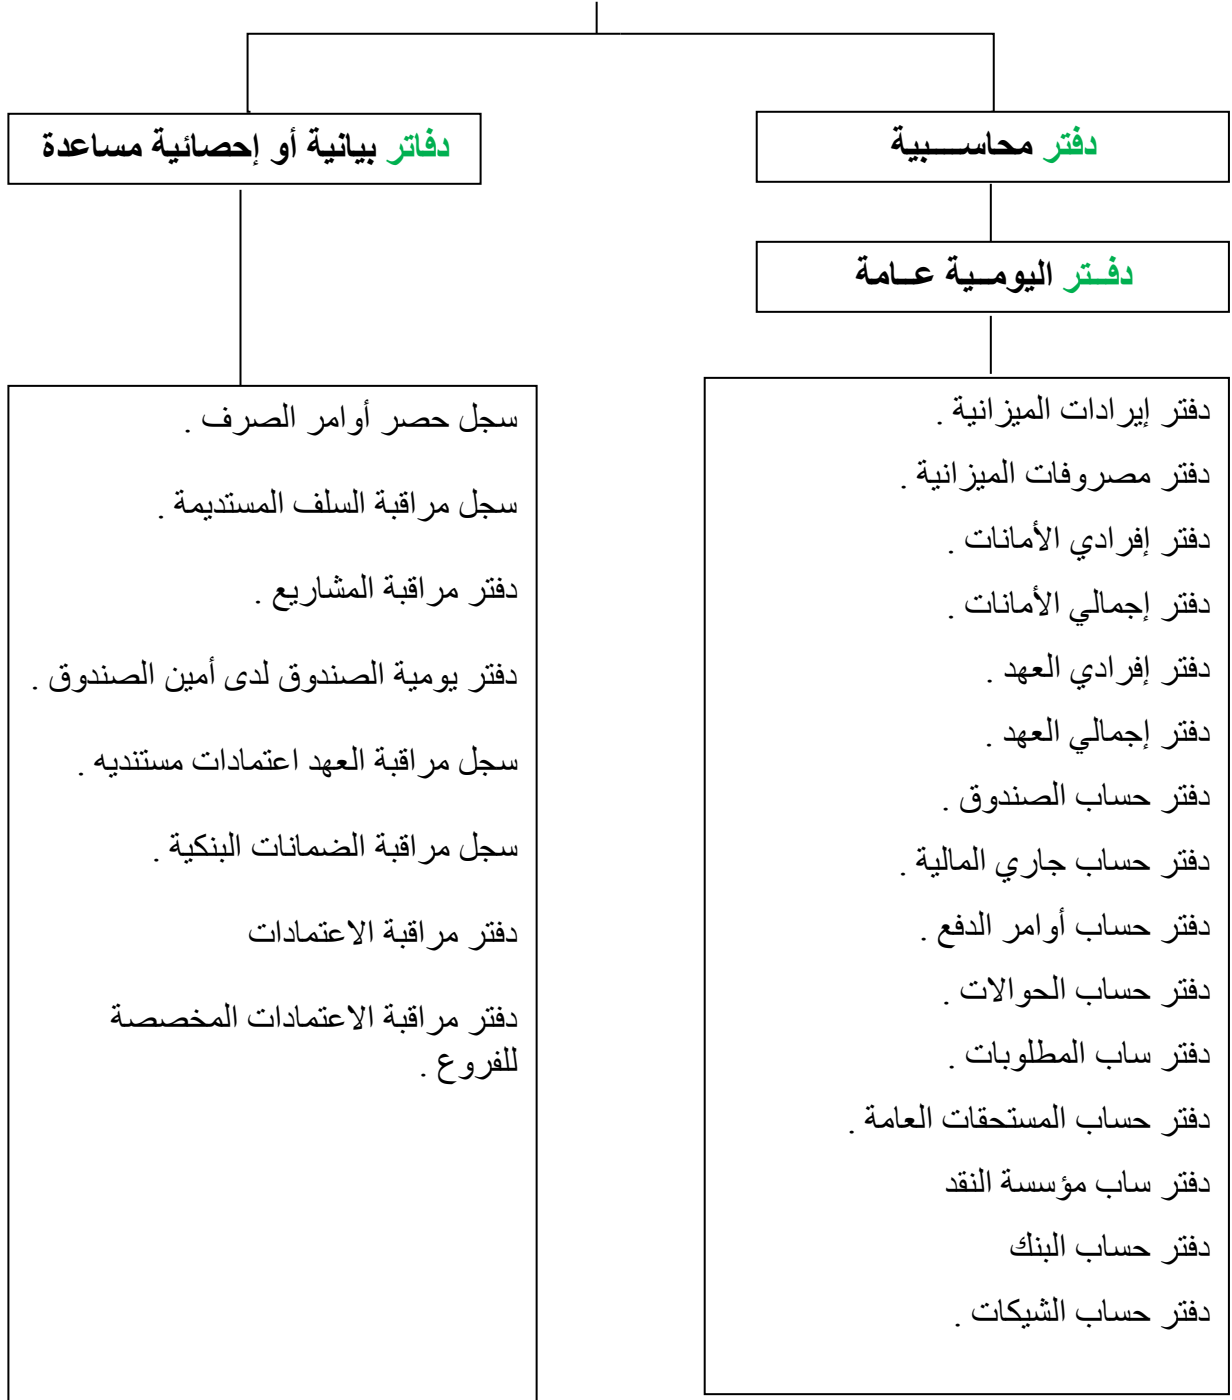 دفتر محاسبية
دفتر اليومية عامة
دفتر إيرادات الميزانية .
دفتر مصروفات الميزانية .
دفتر إفرادي الأمانات .
دفتر إجمالي الأمانات .
دفتر إفرادي العهد .
دفتر إجمالي العهد .
دفتر حساب الصندوق .
دفتر حساب جاري المالية .
دفتر حساب أوامر الدفع .
دفتر حساب الحوالات .
دفتر ساب المطلوبات .
دفتر حساب المستحقات العامة .
دفتر ساب مؤسسة النقد
دفتر حساب البنك
دفتر حساب الشيكات .
دفاتر بيانية أو إحصائية مساعدة
سجل حصر أوامر الصرف .
سجل مراقبة السلف المستديمة .
دفتر مراقبة المشاريع .
دفتر يومية الصندوق لدى أمين الصندوق .
سجل مراقبة العهد اعتمادات مستنديه .
سجل مراقبة الضمانات البنكية .
دفتر مراقبة الاعتمادات
دفتر مراقبة الاعتمادات المخصصة
للفروع .